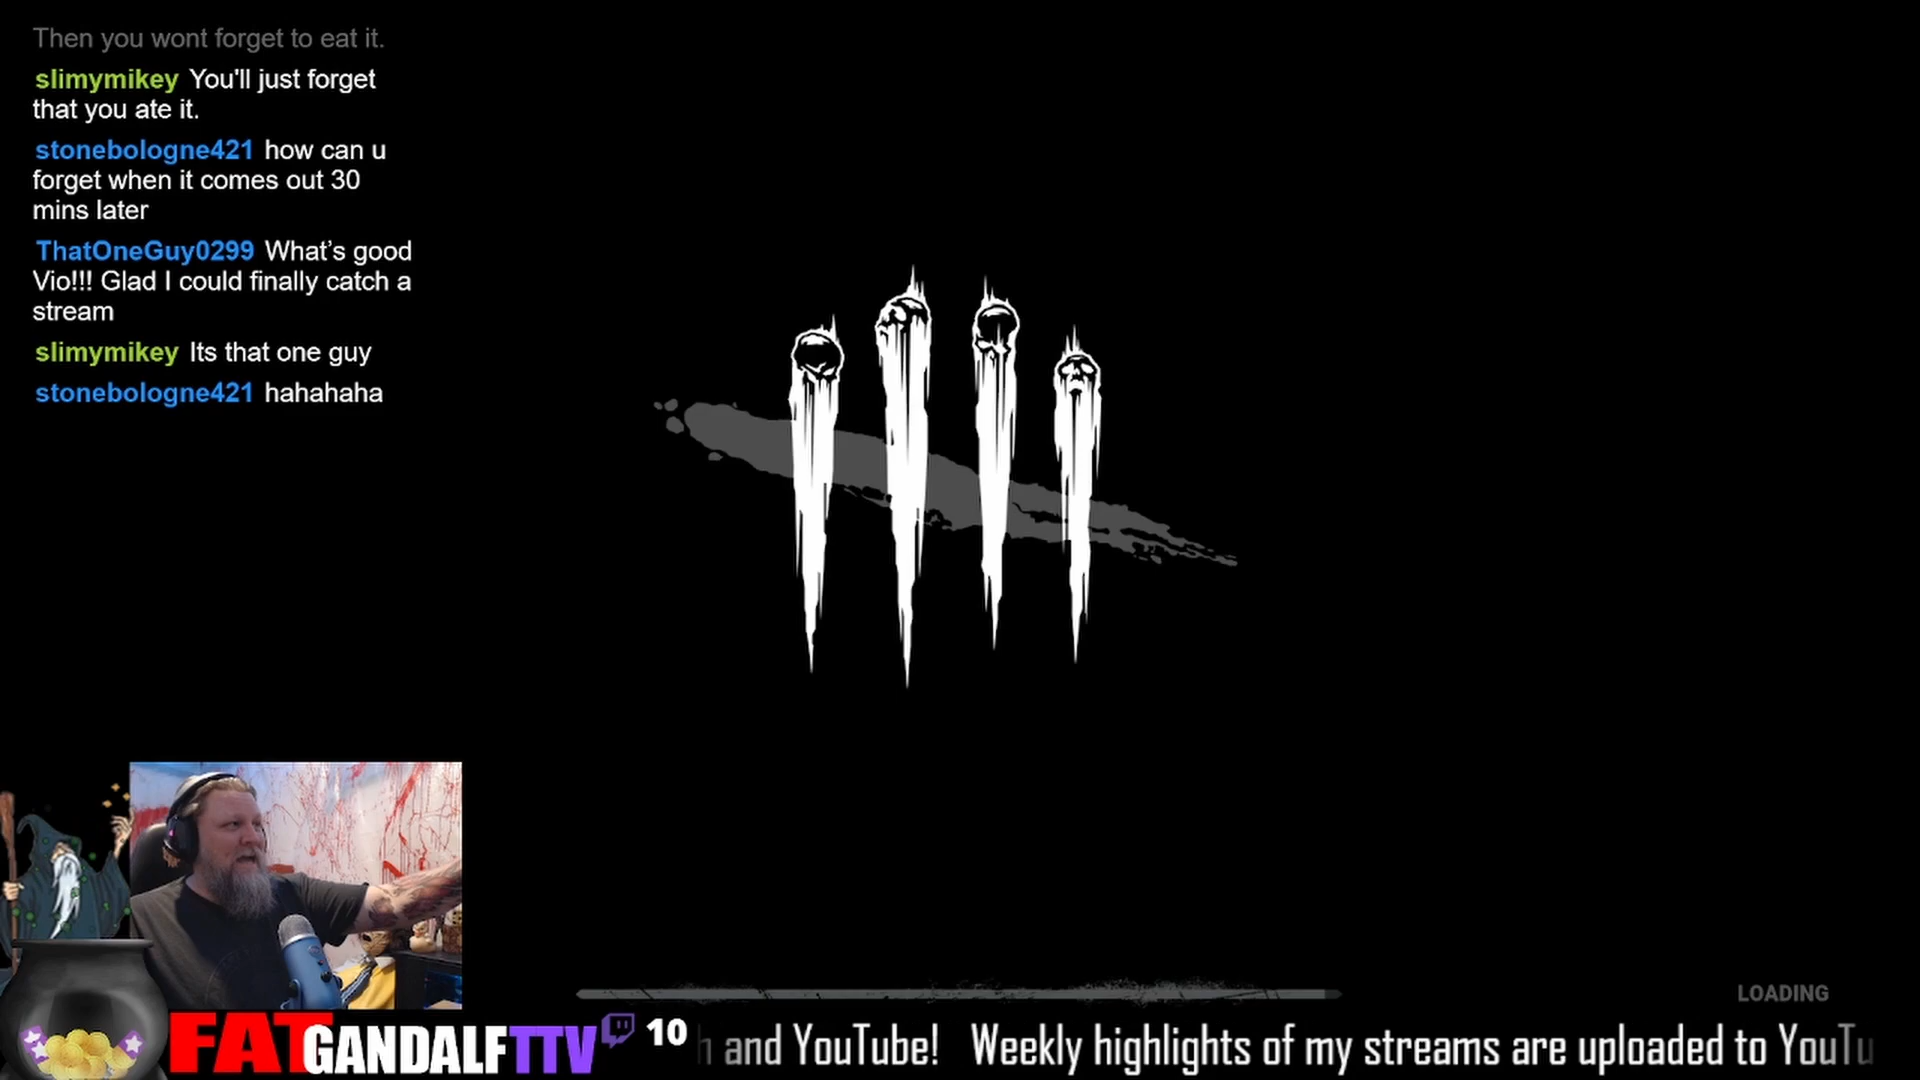 Then you wont forget to eat it.
slimymikey You'll just forget
that you ate it.
stonebologne421 how can u
forget when it comes out 30
mins later
ThatOneGuy0299 What’s good
Vio!!! Glad I could finally catch a
stream
slimymikey Its that one guy
stonebologne421 hahahaha
LOADING
FATGANDALFTTV 10 h and YouTube! Weekly highlights of my streams are uploaded to YouTu